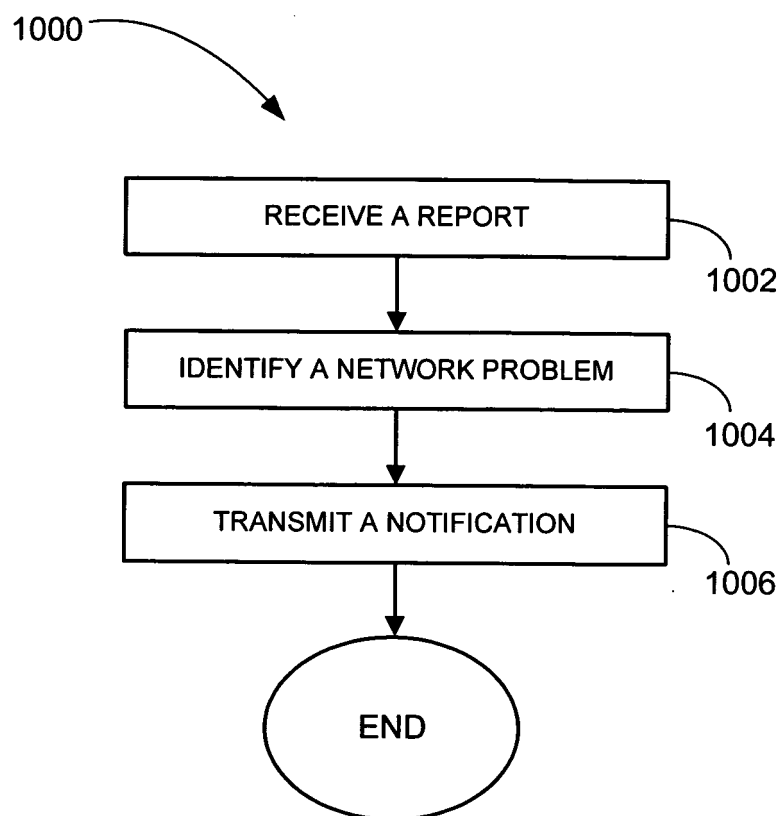 1000
RECEIVE A REPORT
1002
IDENTIFY A NETWORK PROBLEM
1004
TRANSMIT A NOTIFICATION
1006
END